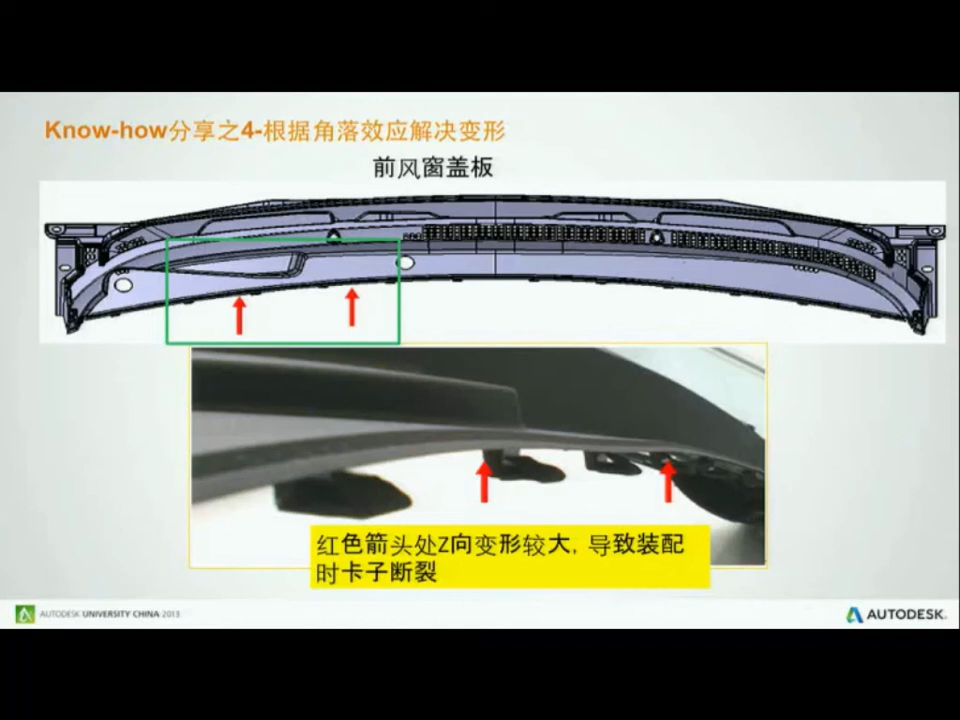 Know-how分享之4-根据角落效应解决变形
前风窗盖板
红色箭头处Z向变形较大，导致装配
时卡子断裂
AUTODESK UNIVERSITY CHINA 2013
AUTODESK.